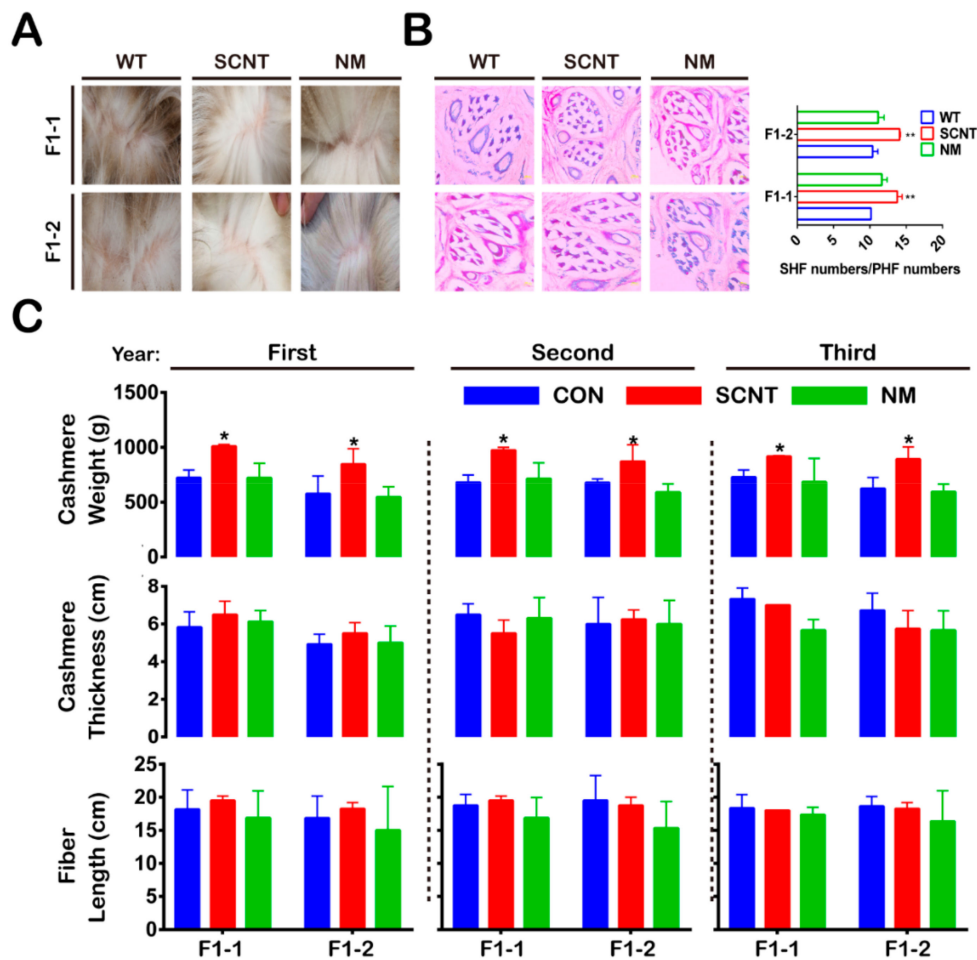 A
B
WT SCNT NM
WT SCNT NM
F1-1
F1-2
F1-2
F1-1
**
**
WT
SCNT
NM
0 5 10 15 20
SHF numbers/PHF numbers
C
Year: First Second Third
CON SCNT NM
Cashmere
Weight (g)
1500
1000
500
0
* * * * * *
Cashmere
Thickness (cm)
8
6
4
2
0
Fiber
Length (cm)
25
20
15
10
5
0
F1-1 F1-2 F1-1 F1-2 F1-1 F1-2